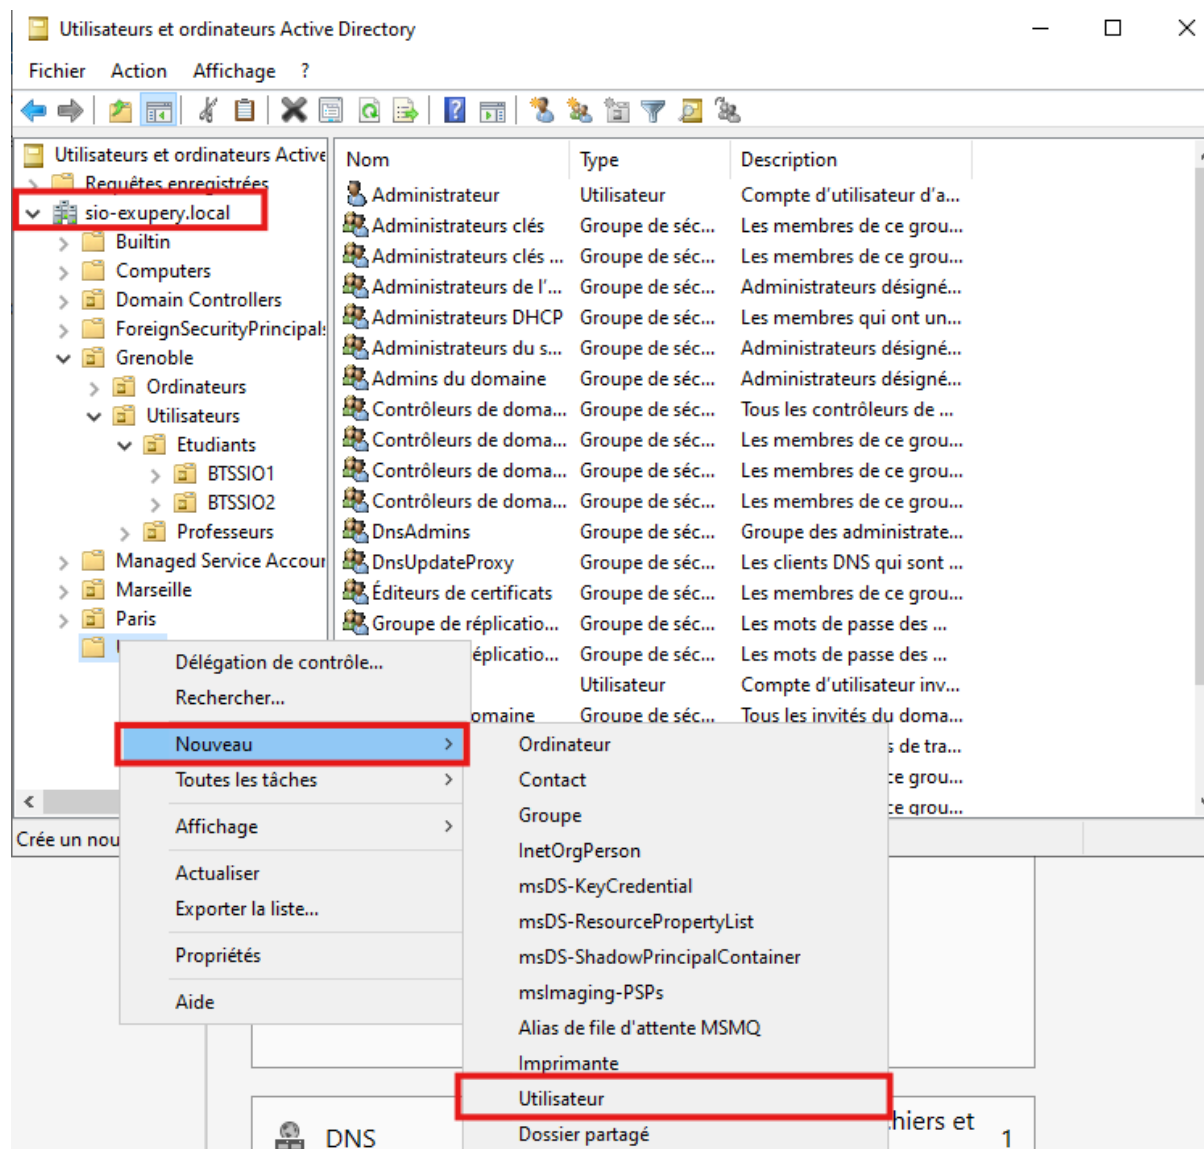 Utilisateurs et ordinateurs Active Directory
Fichier Action Affichage ?
Utilisateurs et ordinateurs Active
Requêtes enregistrées
sio-exupery.local
Builtin
Computers
Domain Controllers
ForeignSecurityPrincipals
Grenoble
Ordinateurs
Utilisateurs
Etudiants
BTSSIO1
BTSSIO2
Professeurs
Managed Service Accour
Marseille
Paris
Nom Type Description
Administrateur Utilisateur Compte d'utilisateur d'a...
Administrateurs clés Groupe de séc... Les membres de ce grou...
Administrateurs clés ... Groupe de séc... Les membres de ce grou...
Administrateurs de l'... Groupe de séc... Administrateurs désigné...
Administrateurs DHCP Groupe de séc... Les membres qui ont un...
Administrateurs du s... Groupe de séc... Administrateurs désigné...
Admins du domaine Groupe de séc... Administrateurs désigné...
Contrôleurs de doma... Groupe de séc... Tous les contrôleurs de ...
Contrôleurs de doma... Groupe de séc... Les membres de ce grou...
Contrôleurs de doma... Groupe de séc... Les membres de ce grou...
Contrôleurs de doma... Groupe de séc... Les membres de ce grou...
DnsAdmins Groupe de séc... Groupe des administrate...
DnsUpdateProxy Groupe de séc... Les clients DNS qui sont ...
Éditeurs de certificats Groupe de séc... Les membres de ce grou...
Groupe de réplicatio... Groupe de séc... Les mots de passe des ...
éplicatio... Groupe de séc... Les mots de passe des ...
Utilisateur Compte d'utilisateur inv...
omaine Groupe de séc... Tous les invités du doma...
s de tra...
ce grou...
ce grou...
Crée un nou
Délégation de contrôle...
Rechercher...
Nouveau
Toutes les tâches
Affichage
Actualiser
Exporter la liste...
Propriétés
Aide
Ordinateur
Contact
Groupe
InetOrgPerson
msDS-KeyCredential
msDS-ResourcePropertyList
msDS-ShadowPrincipalContainer
msImaging-PSPs
Alias de file d'attente MSMQ
Imprimante
Utilisateur
Dossier partagé
DNS
hiers et
1